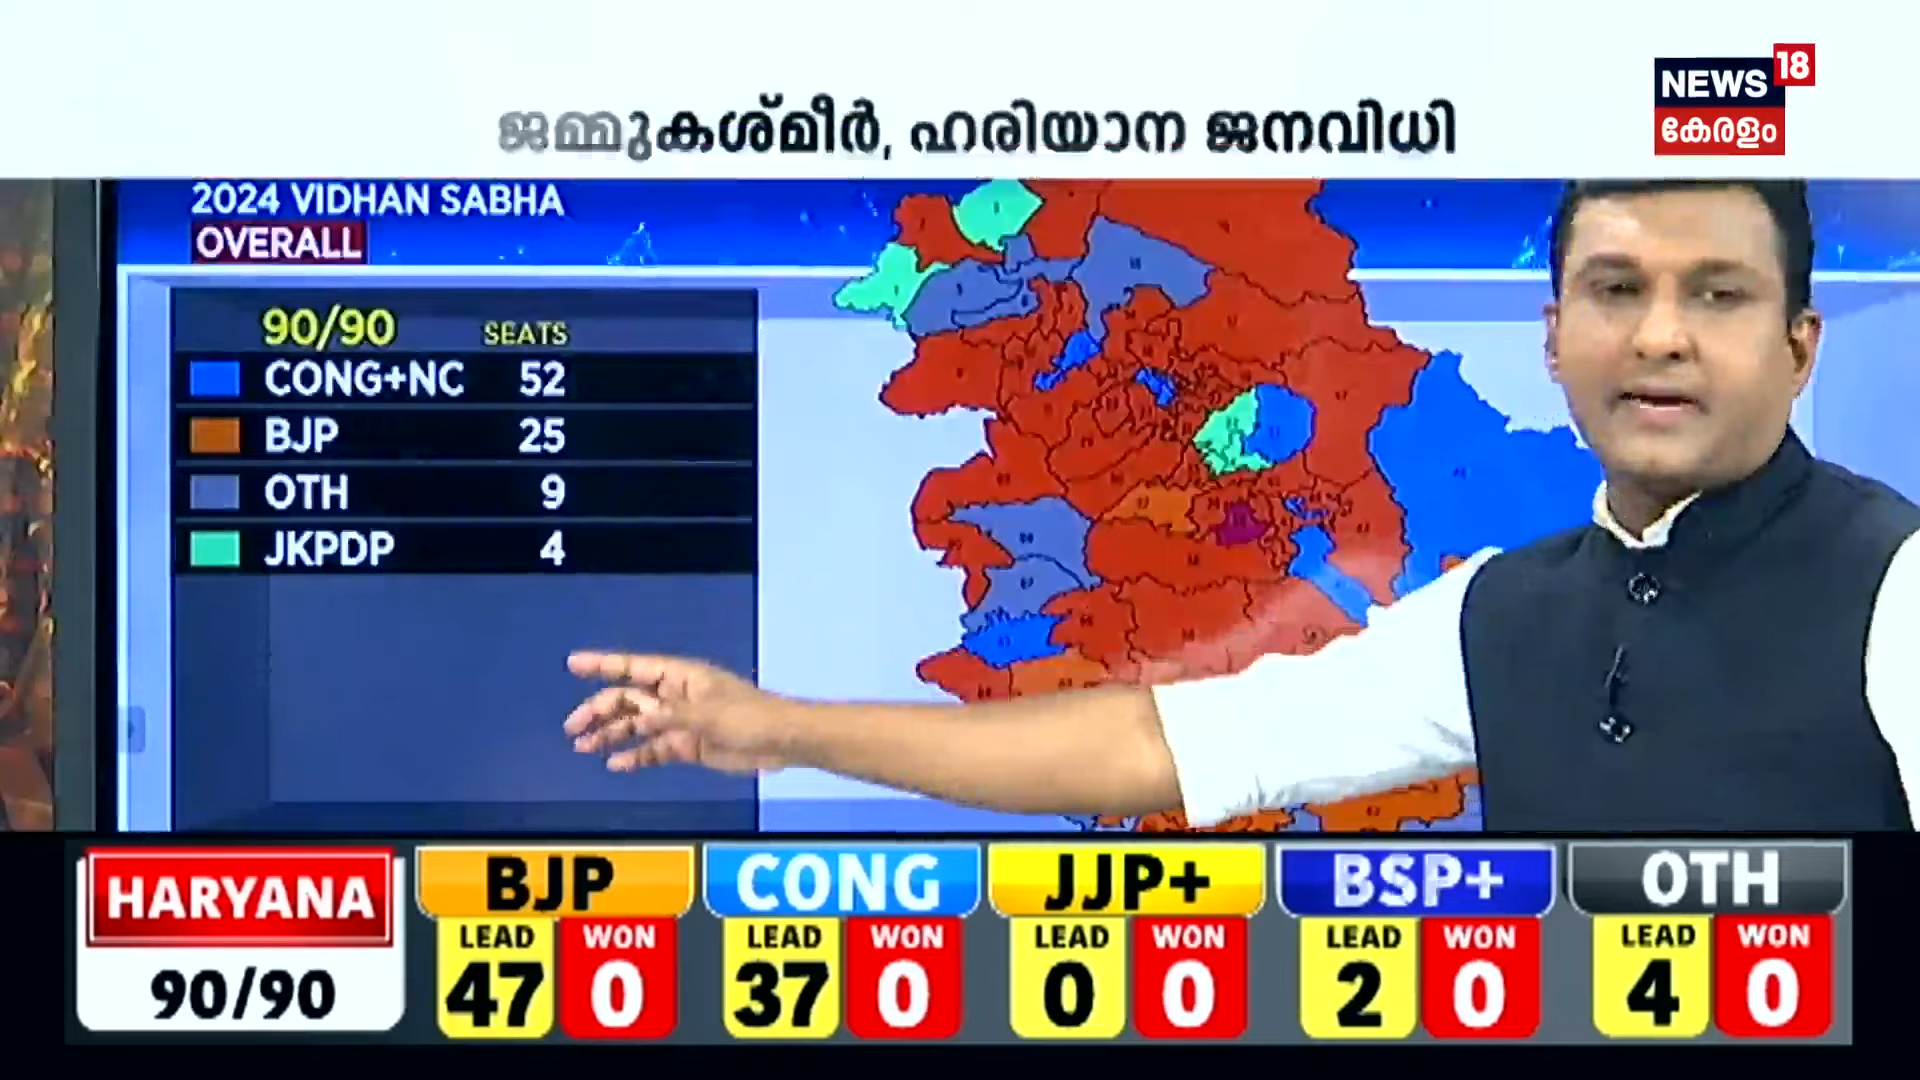 ജമ്മുകശ്മീർ, ഹരിയാന ജനവിധി
NEWS 18
കേരളം
2024 VIDHAN SABHA
OVERALL
90/90 SEATS
CONG+NC 52
BJP 25
OTH 9
JKPDP 4
HARYANA
90/90
BJP
LEAD WON
47 0
CONG
LEAD WON
37 0
JJP+
LEAD WON
0 0
BSP+
LEAD WON
2 0
OTH
LEAD WON
4 0